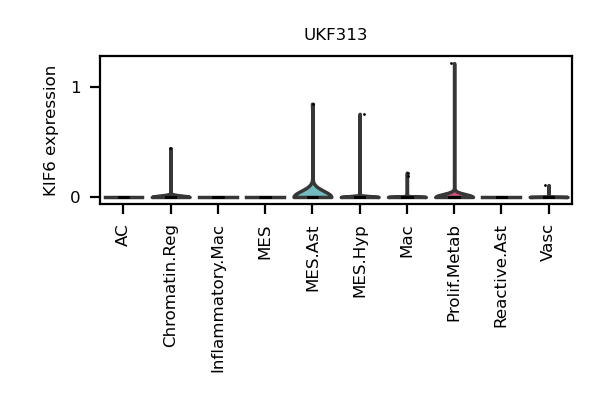 UKF313
KIF6 expression
1
0
AC
Chromatin.Reg
Inflammatory.Mac
MES
MES.Ast
MES.Hyp
Mac
Prolif.Metab
Reactive.Ast
Vasc